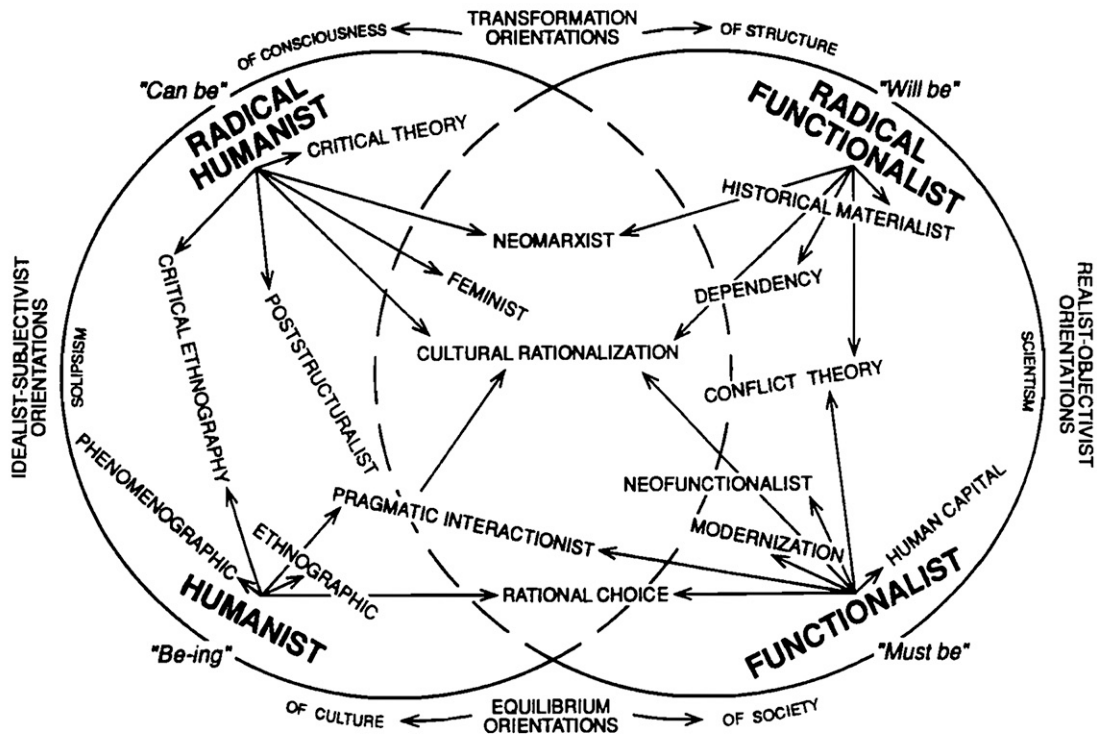 TRANSFORMATION
ORIENTATIONS
OF CONSCIOUSNESS
OF STRUCTURE
"Can be"
"Will be"
RADICAL
HUMANIST
RADICAL
FUNCTIONALIST
CRITICAL THEORY
HISTORICAL MATERIALIST
NEOMARXIST
CRITICAL ETHNOGRAPHY
POSTSTRUCTURALIST
FEMINIST
DEPENDENCY
IDEALIST-SUBJECTIVIST
ORIENTATIONS
SOLIPSISM
CULTURAL RATIONALIZATION
CONFLICT THEORY
SCIENTISM
REALIST-OBJECTIVIST
ORIENTATIONS
PHENOMENOGRAPHIC
ETHNOGRAPHIC
PRAGMATIC INTERACTIONIST
NEOFUNCTIONALIST
MODERNIZATION
HUMAN CAPITAL
RATIONAL CHOICE
HUMANIST
FUNCTIONALIST
"Be-ing"
"Must be"
OF CULTURE
EQUILIBRIUM
ORIENTATIONS
OF SOCIETY